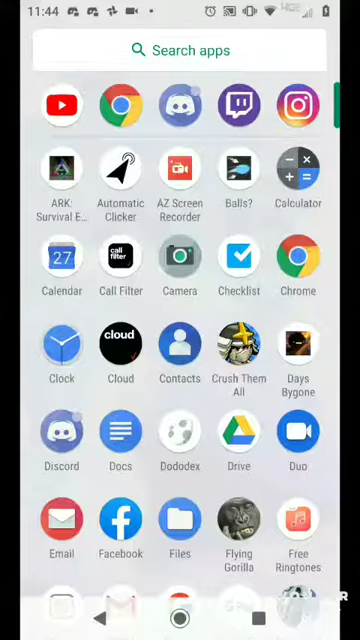 11:44
Search apps
ARK:
Survival E...
Automatic
Clicker
AZ Screen
Recorder
Balls?
Calculator
27
Calendar
call
filter
Call Filter
Camera
Checklist
Chrome
Clock
cloud
Cloud
Contacts
Crush Them
All
Days
Bygone
Discord
Docs
Dododex
Drive
Duo
Email
Facebook
Files
Flying
Gorilla
Free
Ringtones